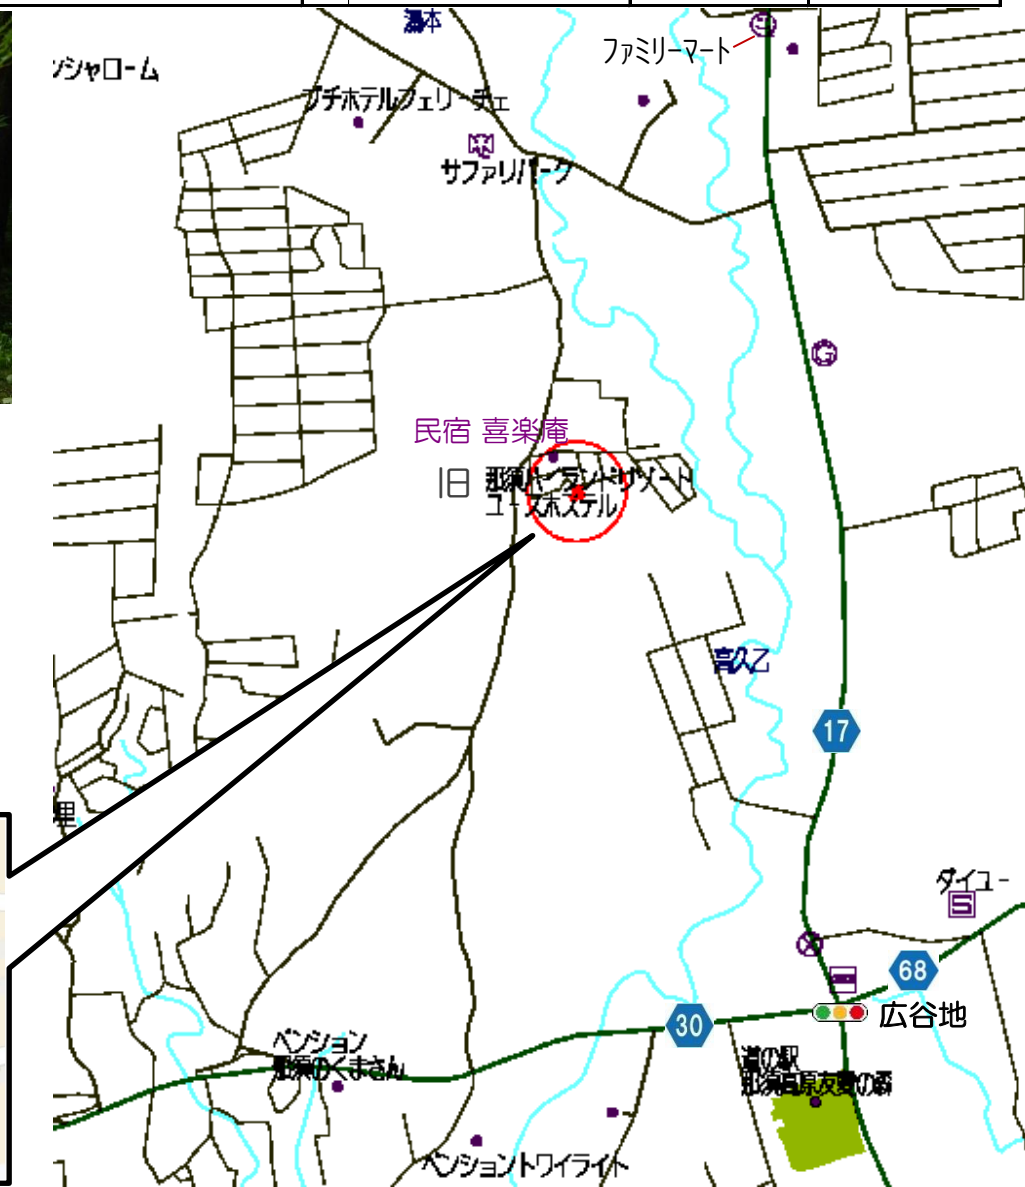 湯本
ファミリーマート
ンシャローム
プチホテルフェリーチェ
サファリパーク
G
民宿 喜楽庵
旧 那須ハイランドリゾート
ユースホステル
高久乙
17
里
ダイユー
S
68
30
広谷地
ペンション
那須のくまさん
道の駅
那須高原友愛の森
ペンショントワイライト